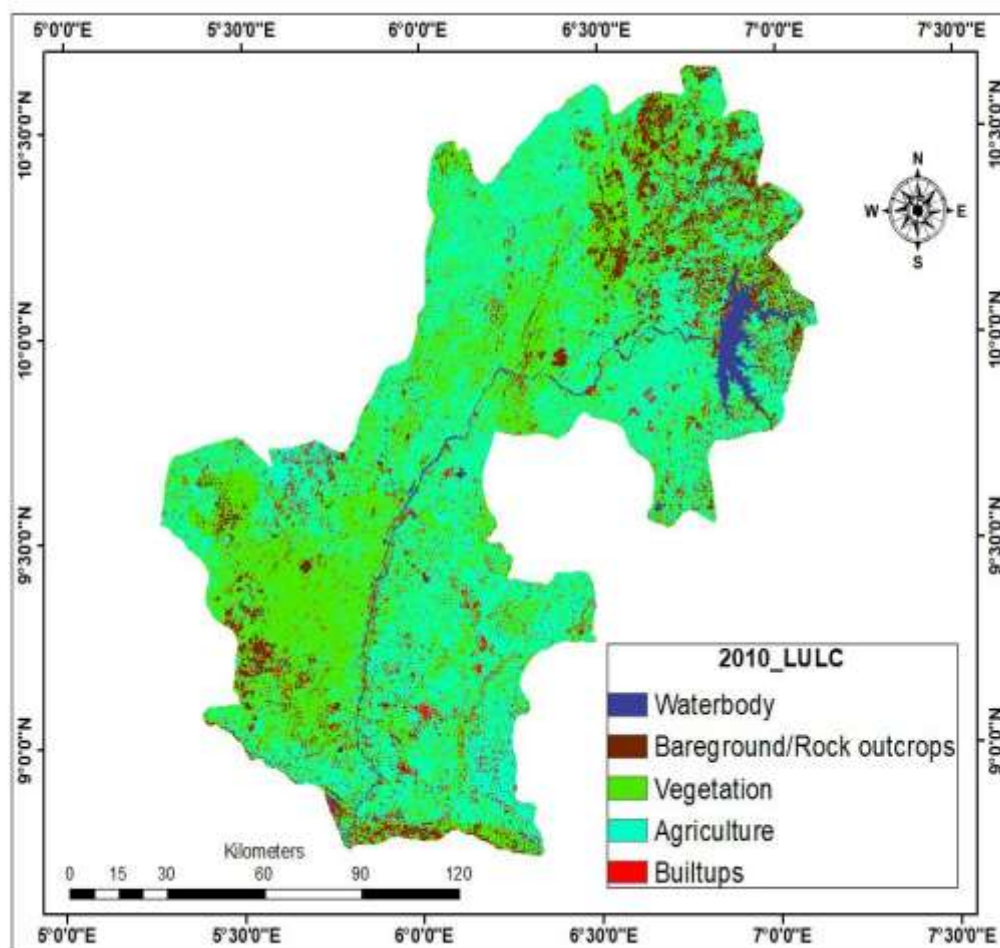 5°0'0"E 5°30'0"E 6°0'0"E 6°30'0"E 7°0'0"E 7°30'0"E
10°30'0"N 10°30'0"N
N
W E
S
10°0'0"N 10°0'0"N
9°30'0"N 9°30'0"N
2010_LULC
Waterbody
Bareground/Rock outcrops
9°0'0"N 9°0'0"N
Vegetation
Agriculture
Builtups
Kilometers
0 15 30 60 90 120
5°0'0"E 5°30'0"E 6°0'0"E 6°30'0"E 7°0'0"E 7°30'0"E